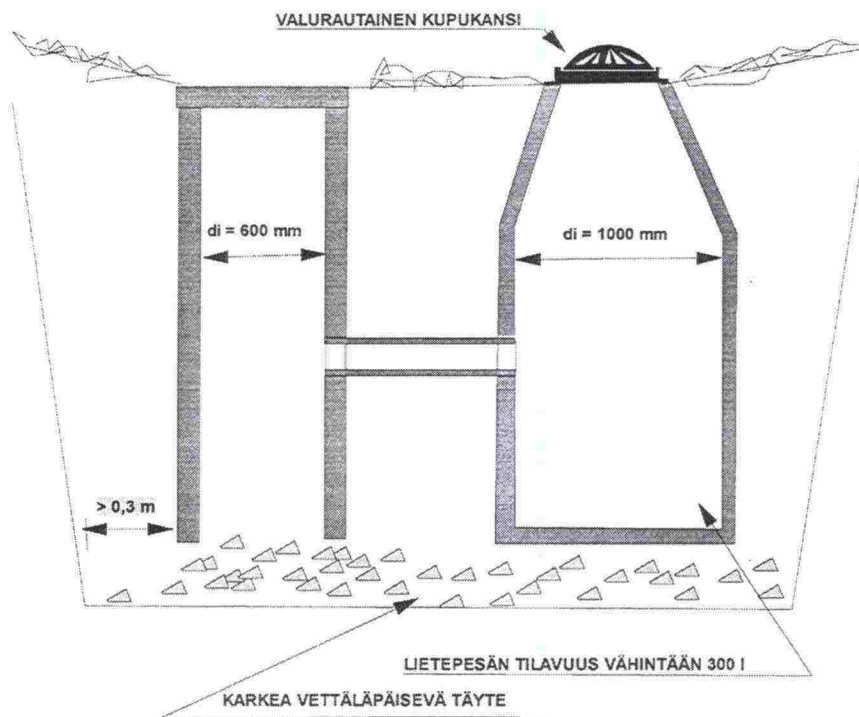 VALURAUTAINEN KUPUKANSI
di = 600 mm
di = 1000 mm
> 0,3 m
LIETEPESÄN TILAVUUS VÄHINTÄÄN 300 l
KARKEA VETTÄLÄPÄISEVÄ TÄYTE